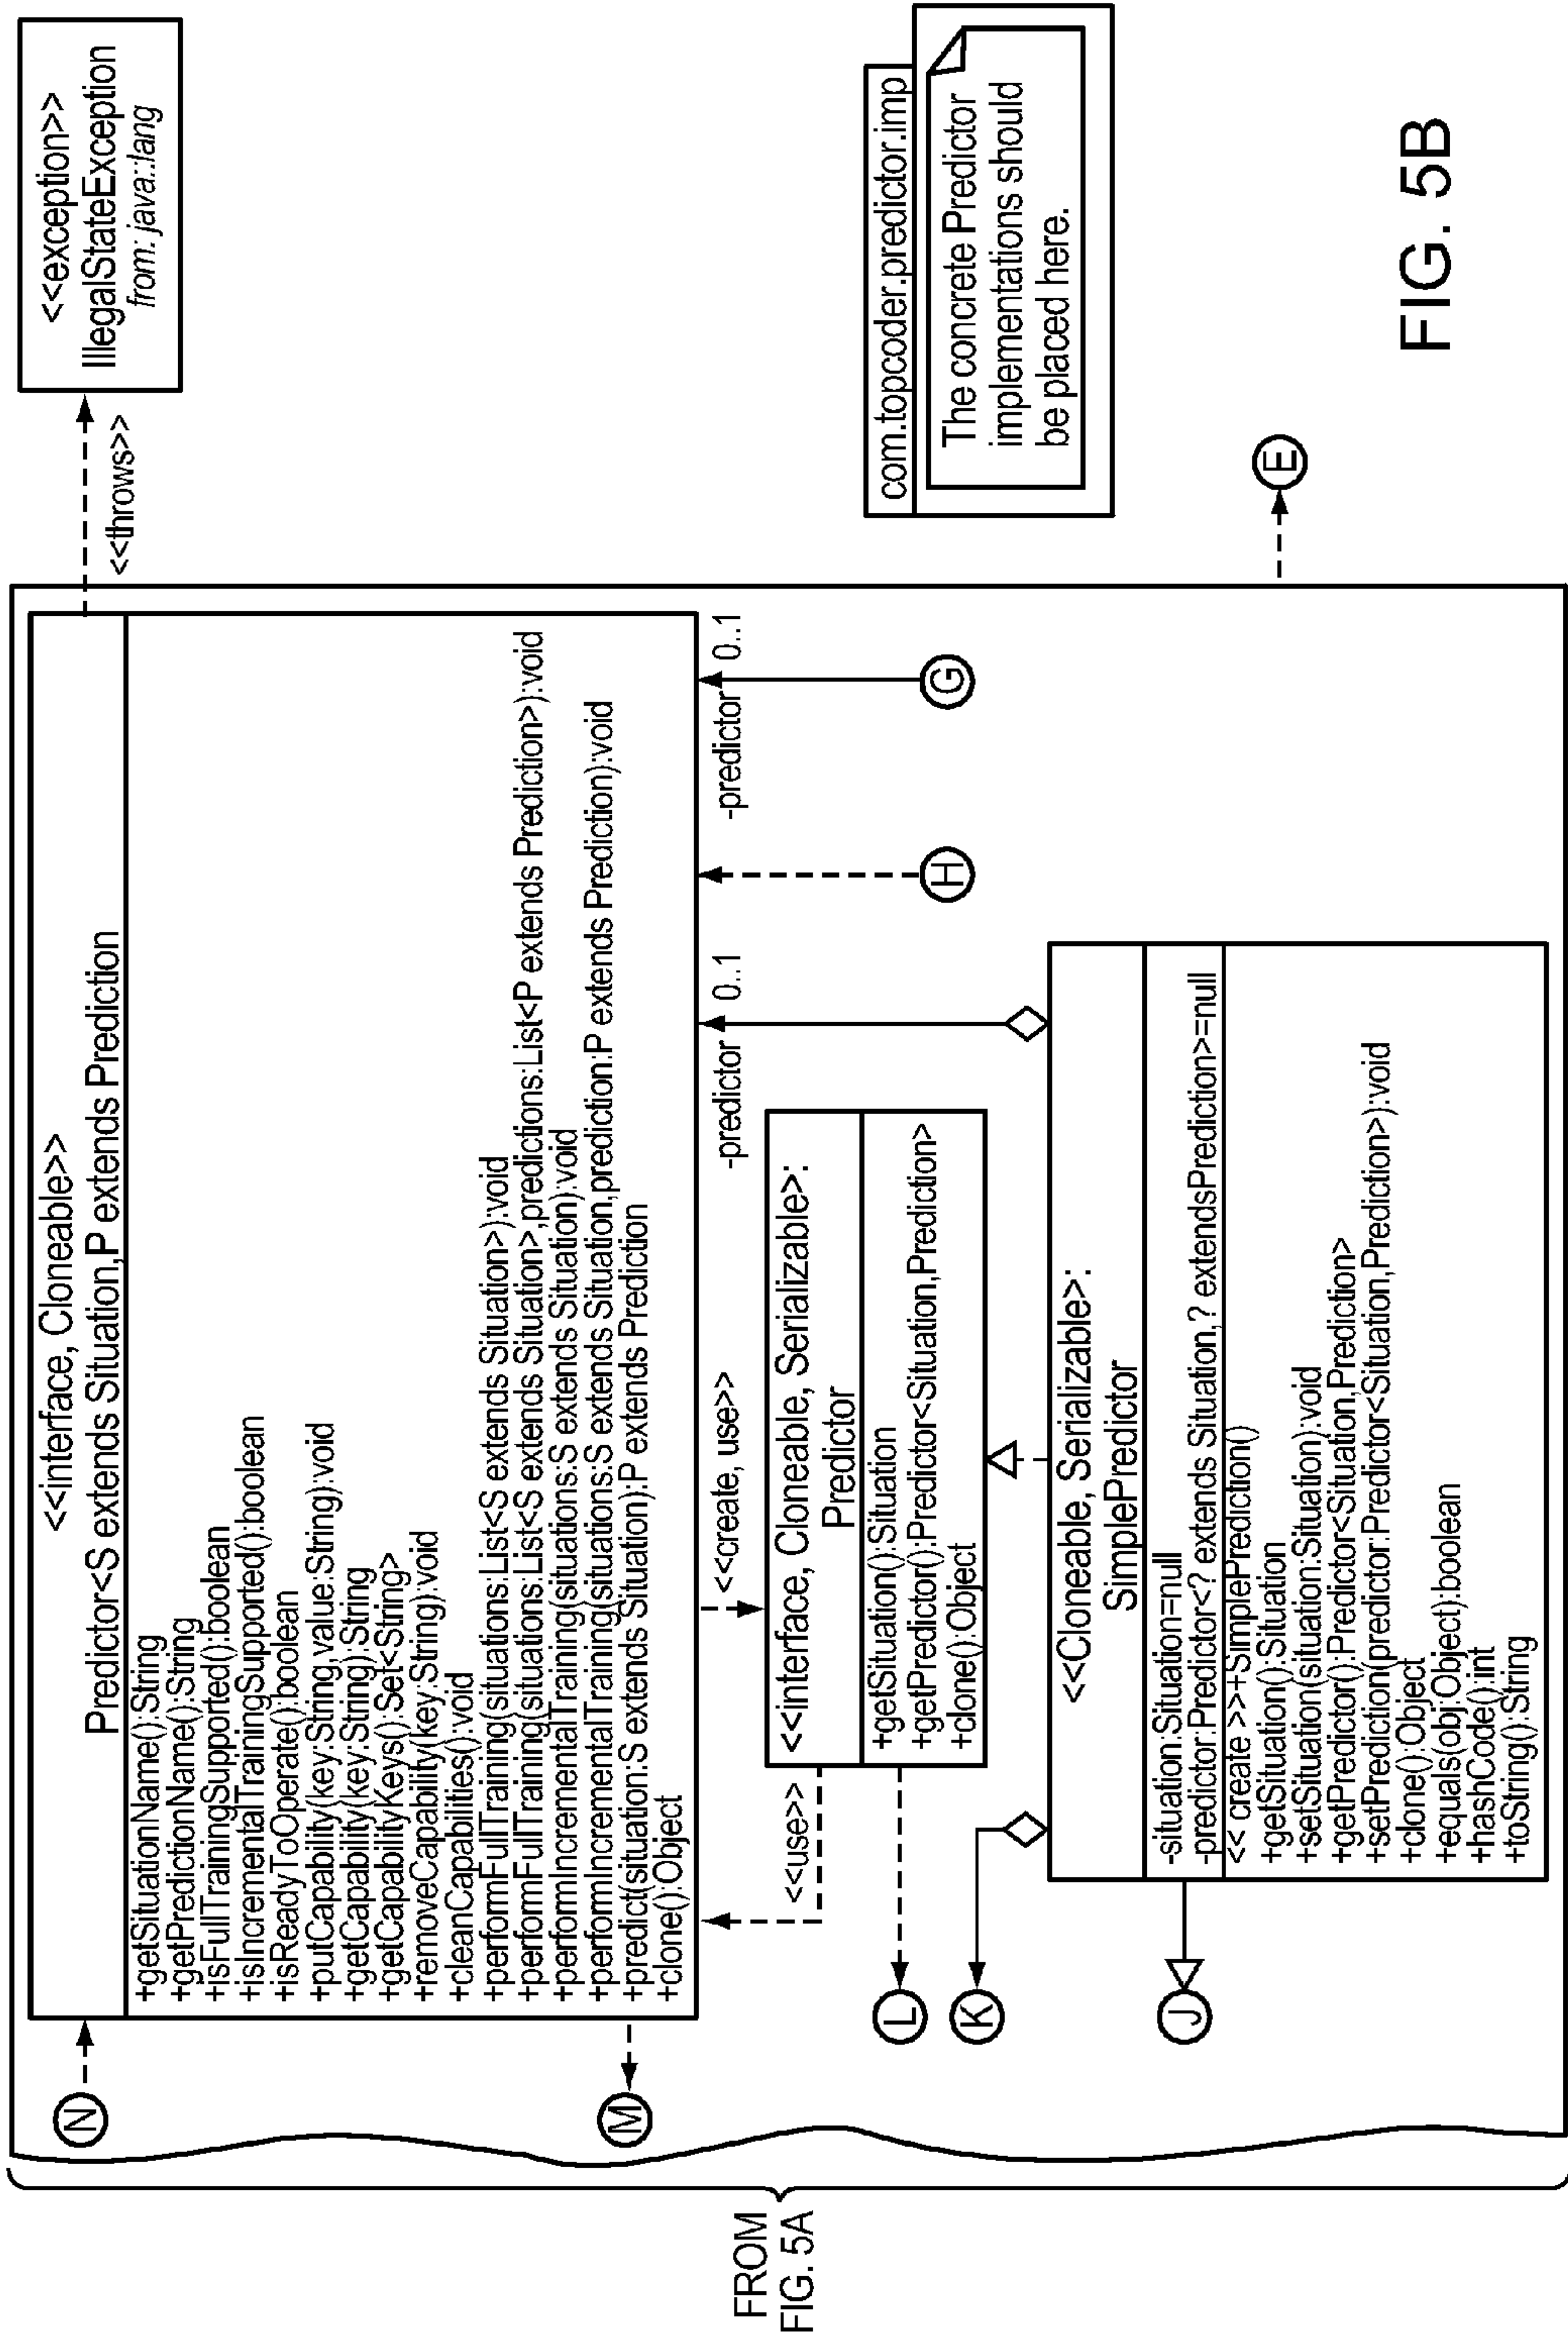 <<interface, Cloneable>>
Predictor<S extends Situation,P extends Prediction
+getSituationName():String
+getPredictionName():String
+isFullTrainingSupported():boolean
+isIncrementalTrainingSupported():boolean
+isReadyToOperate():boolean
+putCapability(key:String,value:String):void
+getCapability(key:String):String
+getCapabilityKeys():Set<String>
+removeCapability(key:String):void
+cleanCapabilities():void
+performFullTraining(situations:List<S extends Situation>):void
+performFullTraining(situations:List<S extends Situation>,predictions:List<P extends Prediction>):void
+performIncrementalTraining(situations:S extends Situation):void
+performIncrementalTraining(situations:S extends Situation,prediction:P extends Prediction):void
+predict(situation:S extends Situation):P extends Prediction
+clone():Object
<<throws>>
<<exception>>
IllegalStateException
from: java::lang
N
M
<<use>>
<<create, use>>
-predictor 0..1
-predictor 0..1
<<interface, Cloneable, Serializable>:
Predictor
+getSituation():Situation
+getPredictor():Predictor<Situation,Prediction>
+clone():Object
L
K
H
G
com.topcoder.predictor.imp
The concrete Predictor
implementations should
be placed here.
<<Cloneable, Serializable>:
SimplePredictor
-situation:Situation=null
-predictor:Predictor<? extends Situation,? extendsPrediction>=null
<< create >>+SimplePrediction()
+getSituation():Situation
+setSituation(situation:Situation):void
+getPredictor():Predictor<Situation,Prediction>
+setPrediction(predictor:Predictor<Situation,Prediction>):void
+clone():Object
+equals(obj:Object):boolean
+hashCode():int
+toString():String
J
E
FROM
FIG. 5A
FIG. 5B